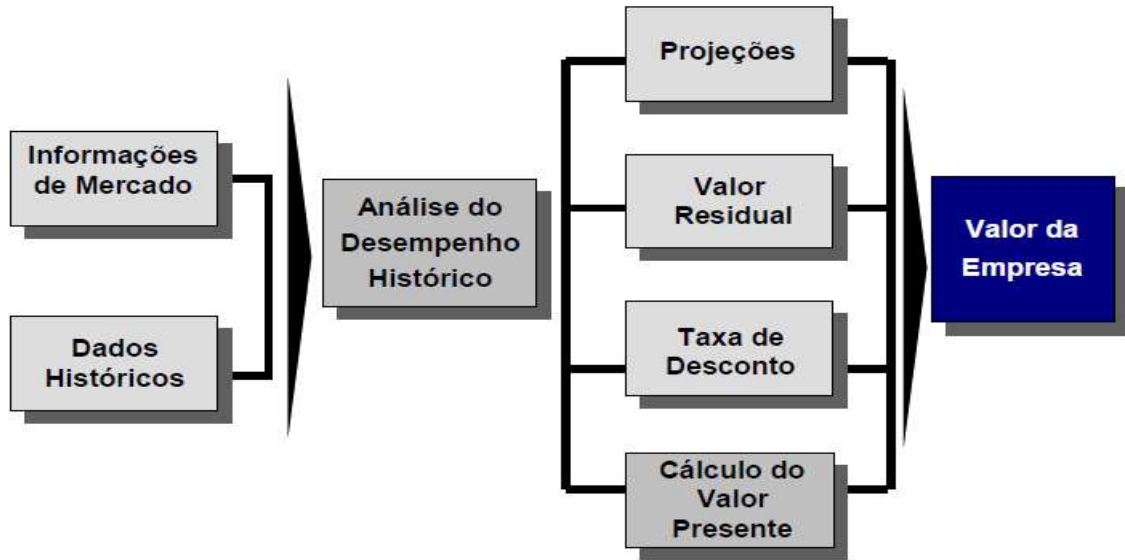 Informações
de Mercado
Dados
Históricos
Análise do
Desempenho
Histórico
Projeções
Valor
Residual
Taxa de
Desconto
Cálculo do
Valor
Presente
Valor da
Empresa